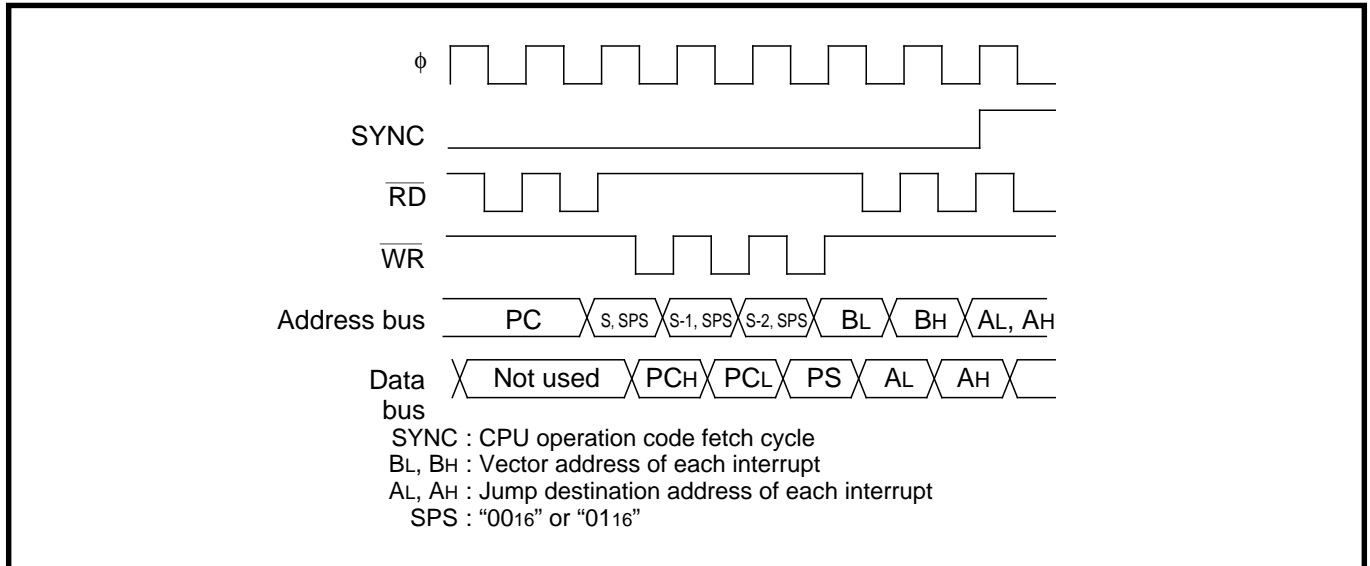 ϕ
SYNC
RD
WR
Address bus PC S, SPS S-1, SPS S-2, SPS BL BH AL, AH
Data bus Not used PCH PCL PS AL AH
SYNC : CPU operation code fetch cycle
BL, BH : Vector address of each interrupt
AL, AH : Jump destination address of each interrupt
SPS : “0016” or “0116”